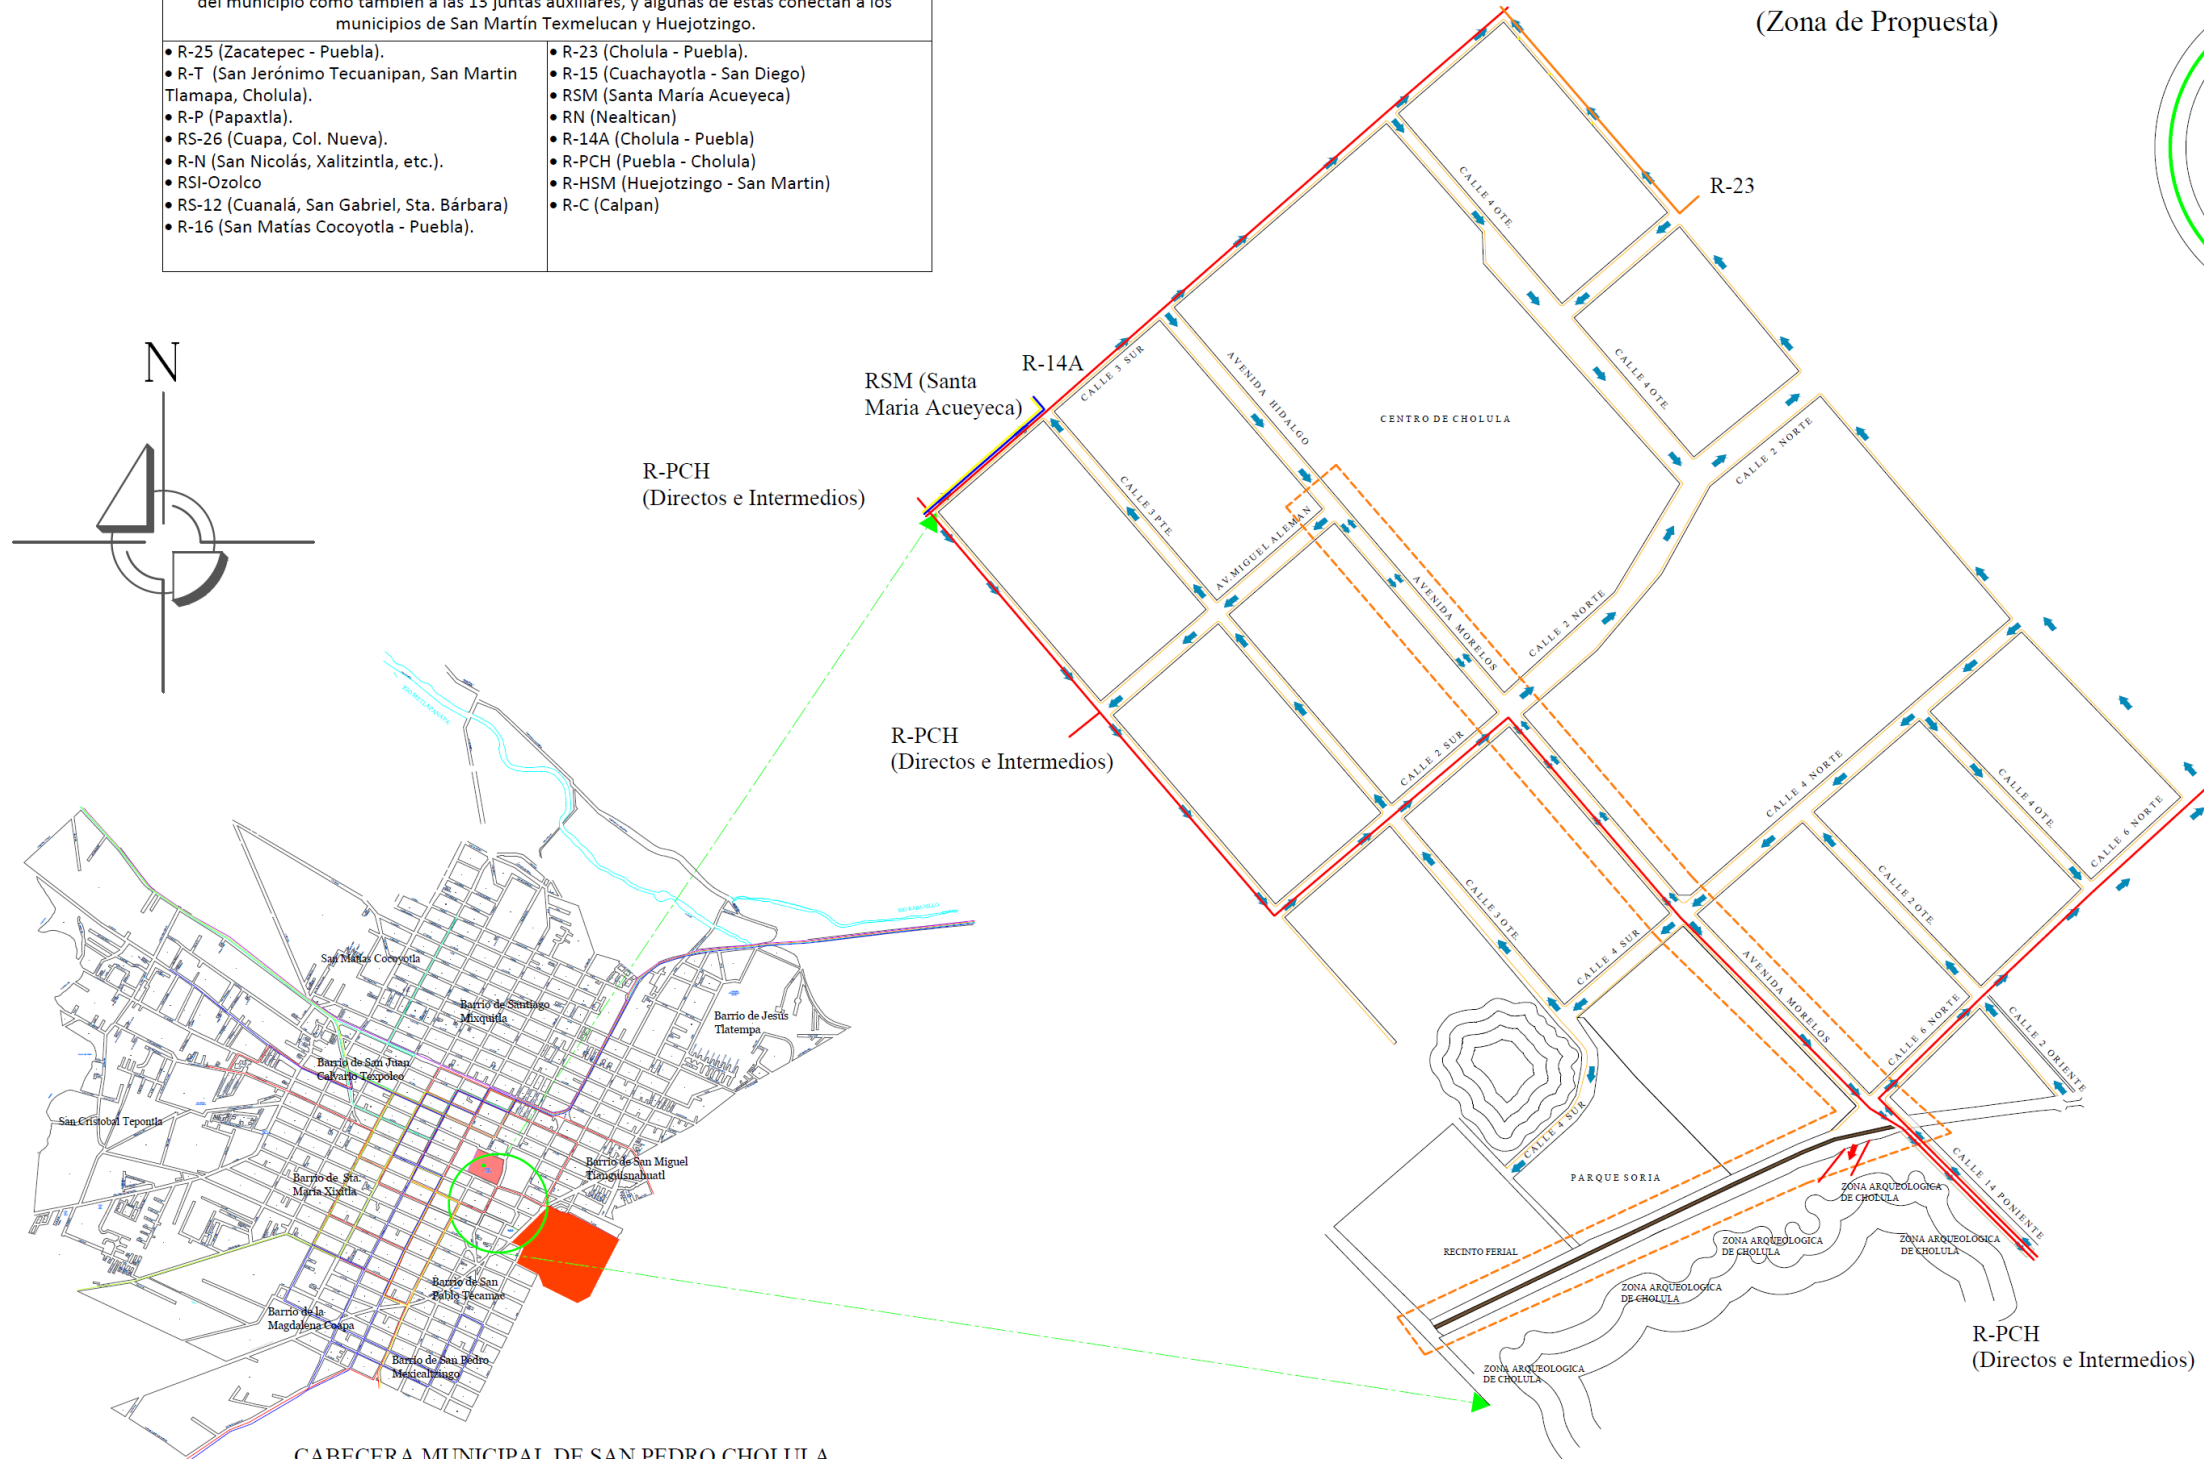 del municipio como también a las 13 juntas auxiliares, y algunas de estas conectan a los
municipios de San Martín Texmelucan y Huejotzingo.
• R-25 (Zacatepec - Puebla).
• R-T (San Jerónimo Tecuanipan, San Martin
Tlamapa, Cholula).
• R-P (Papaxtla).
• RS-26 (Cuapa, Col. Nueva).
• R-N (San Nicolás, Xalitzintla, etc.).
• RSI-Ozolco
• RS-12 (Cuanalá, San Gabriel, Sta. Bárbara)
• R-16 (San Matías Cocoyotla - Puebla).
• R-23 (Cholula - Puebla).
• R-15 (Cuachayotla - San Diego)
• RSM (Santa María Acueyeca)
• RN (Nealtican)
• R-14A (Cholula - Puebla)
• R-PCH (Puebla - Cholula)
• R-HSM (Huejotzingo - San Martin)
• R-C (Calpan)
(Zona de Propuesta)
N
R-23
R-14A
RSM (Santa
Maria Acueyeca)
R-PCH
(Directos e Intermedios)
R-PCH
(Directos e Intermedios)
R-PCH
(Directos e Intermedios)
CALLE 4 OTE.
CALLE 4 OTE.
CALLE 3 SUR
AVENIDA HIDALGO
CENTRO DE CHOLULA
CALLE 2 NORTE
CALLE 3 PTE.
AV. MIGUEL ALEMAN
AVENIDA MORELOS
CALLE 2 NORTE
CALLE 2 SUR
CALLE 4 NORTE
CALLE 4 OTE.
CALLE 6 NORTE
CALLE 3 OTE.
CALLE 4 SUR
CALLE 2 OTE.
AVENIDA MORELOS
CALLE 6 NORTE
CALLE 2 ORIENTE
CALLE 4 SUR
CALLE 14 PONIENTE
PARQUE SORIA
RECINTO FERIAL
ZONA ARQUEOLOGICA
DE CHOLULA
ZONA ARQUEOLOGICA
DE CHOLULA
ZONA ARQUEOLOGICA
DE CHOLULA
ZONA ARQUEOLOGICA
DE CHOLULA
ZONA ARQUEOLOGICA
DE CHOLULA
San Matías Cocoyotla
Barrio de Santiago
Mixquitla
Barrio de Jesús
Tlatempa
Barrio de San Juan
Calvario Texpolco
San Cristobal Tepontla
Barrio de Sta.
María Xixitla
Barrio de San Miguel
Tianguisnahuatl
Barrio de San
Pablo Tecamac
Barrio de la
Magdalena Coapa
Barrio de San Pedro
Mexicaltzingo
CABECERA MUNICIPAL DE SAN PEDRO CHOLULA